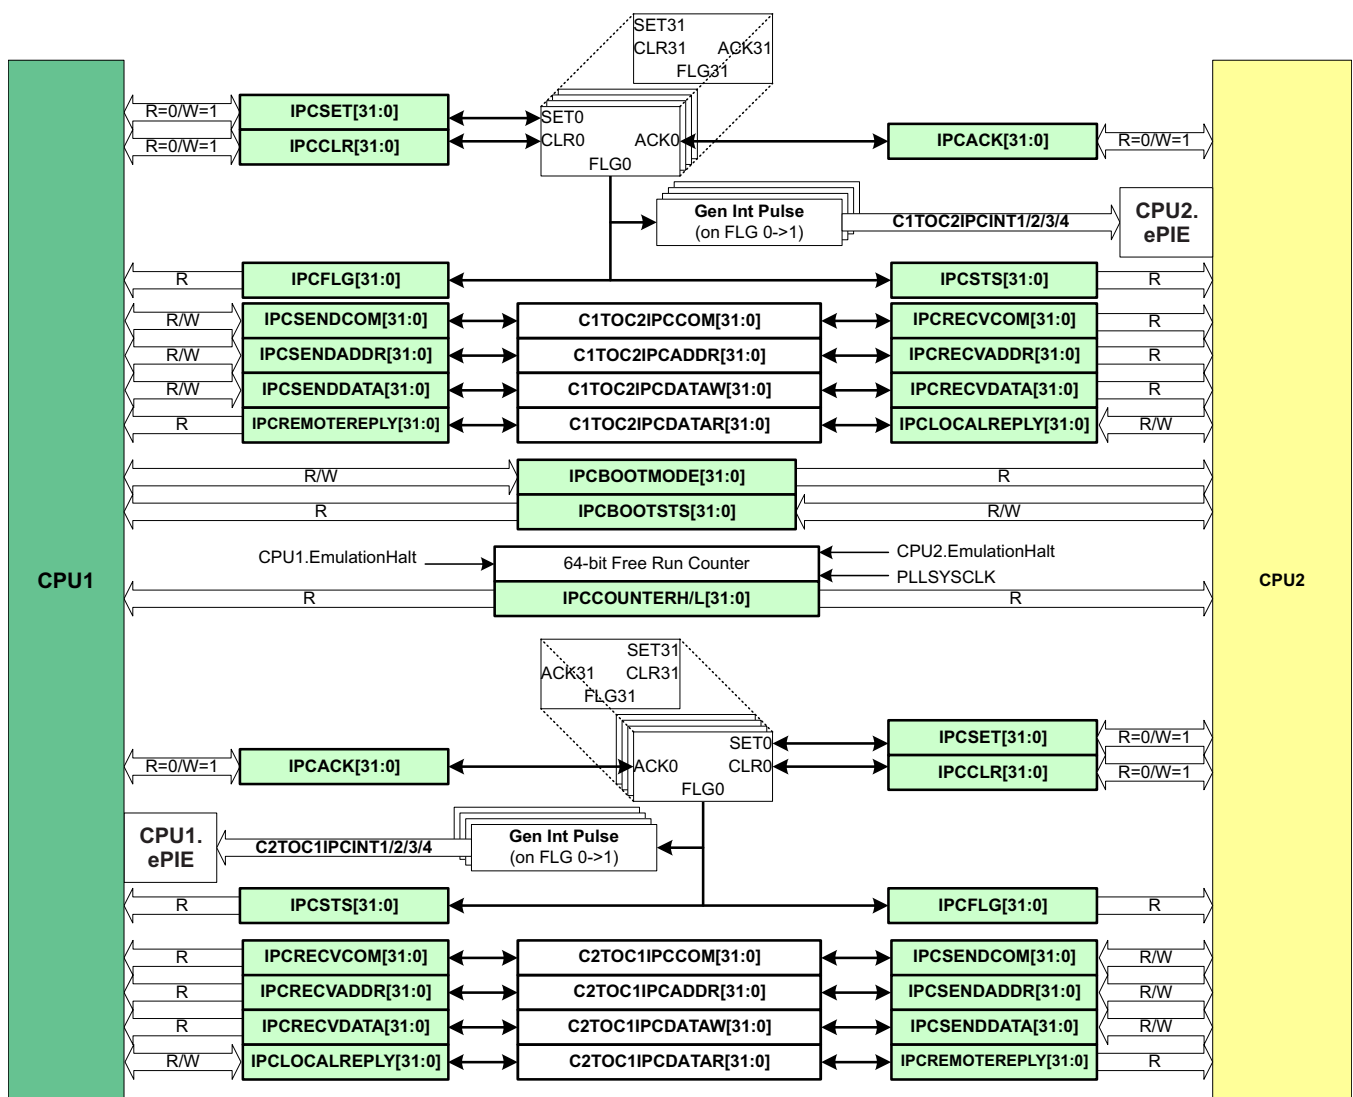 SET31
CLR31 ACK31
FLG31
R=0/W=1 IPCSET[31:0] SET0
R=0/W=1 IPCCLR[31:0] CLR0 ACK0 IPCACK[31:0] R=0/W=1
FLG0
Gen Int Pulse
(on FLG 0->1)
C1TOC2IPCINT1/2/3/4
CPU2.
ePIE
R IPCFLG[31:0] IPCSTS[31:0] R
R/W IPCSENDCOM[31:0] C1TOC2IPCCOM[31:0] IPCRECVCOM[31:0] R
R/W IPCSENDADDR[31:0] C1TOC2IPCADDR[31:0] IPCRECVADDR[31:0] R
R/W IPCSENDDATA[31:0] C1TOC2IPCDATAW[31:0] IPCRECVDATA[31:0] R
R IPCREMOTEREPLY[31:0] C1TOC2IPCDATAR[31:0] IPCLOCALREPLY[31:0] R/W
R/W IPCBOOTMODE[31:0] R
R IPCBOOTSTS[31:0] R/W
CPU1.EmulationHalt 64-bit Free Run Counter CPU2.EmulationHalt
PLLSYSCLK
CPU1 CPU2
R IPCCOUNTERH/L[31:0] R
SET31
ACK31 CLR31
FLG31
SET0 IPCSET[31:0] R=0/W=1
R=0/W=1 IPCACK[31:0] ACK0 CLR0 IPCCLR[31:0] R=0/W=1
FLG0
CPU1.
ePIE
C2TOC1IPCINT1/2/3/4
Gen Int Pulse
(on FLG 0->1)
R IPCSTS[31:0] IPCFLG[31:0] R
R IPCRECVCOM[31:0] C2TOC1IPCCOM[31:0] IPCSENDCOM[31:0] R/W
R IPCRECVADDR[31:0] C2TOC1IPCADDR[31:0] IPCSENDADDR[31:0] R/W
R IPCRECVDATA[31:0] C2TOC1IPCDATAW[31:0] IPCSENDDATA[31:0] R/W
R/W IPCLOCALREPLY[31:0] C2TOC1IPCDATAR[31:0] IPCREMOTEREPLY[31:0] R